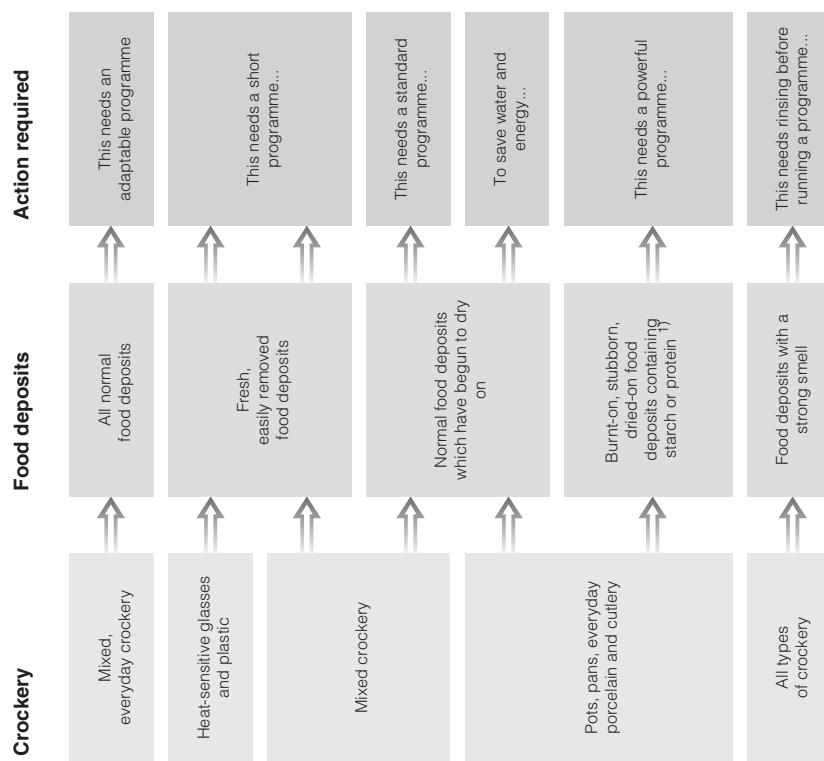 Crockery
Food deposits
Action required
Mixed,
everyday crockery
All normal
food deposits
This needs an
adaptable programme
Heat-sensitive glasses
and plastic
Fresh,
easily removed
food deposits
This needs a short
programme...
Mixed crockery
Normal food deposits
which have begun to dry
on
This needs a standard
programme...
To save water and
energy...
Pots, pans, everyday
porcelain and cutlery
Burnt-on, stubborn,
dried-on food
deposits containing
starch or protein 1)
This needs a powerful
programme...
All types
of crockery
Food deposits with a
strong smell
This needs rinsing before
running a programme...